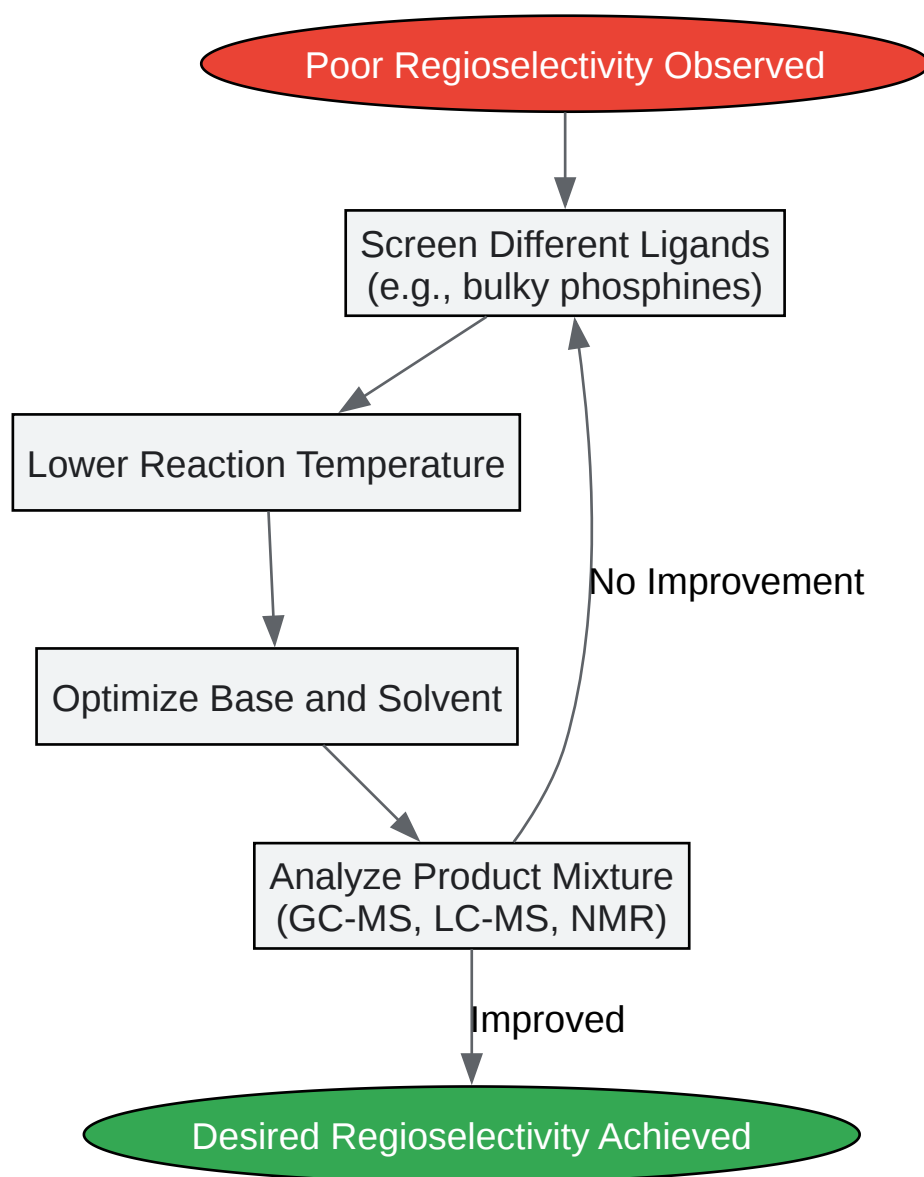 Poor Regioselectivity Observed
Screen Different Ligands
(e.g., bulky phosphines)
Lower Reaction Temperature
No Improvement
Optimize Base and Solvent
Analyze Product Mixture
(GC-MS, LC-MS, NMR)
Improved
Desired Regioselectivity Achieved